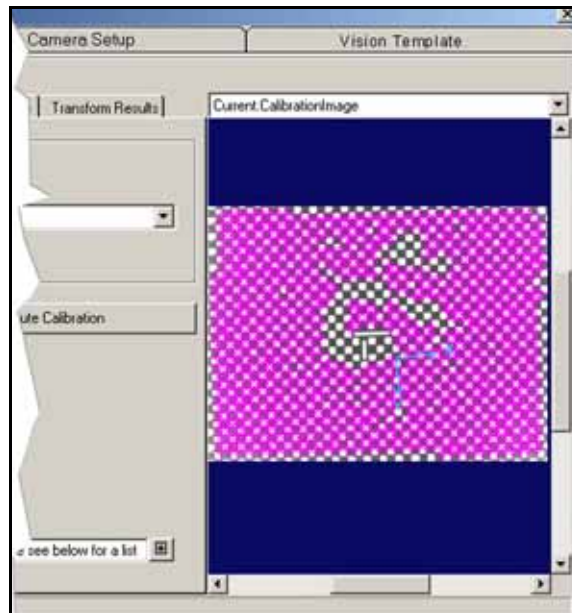 Camera Setup
Vision Template
Transform Results
Current.CalibrationImage
ute Calibration
see below for a list